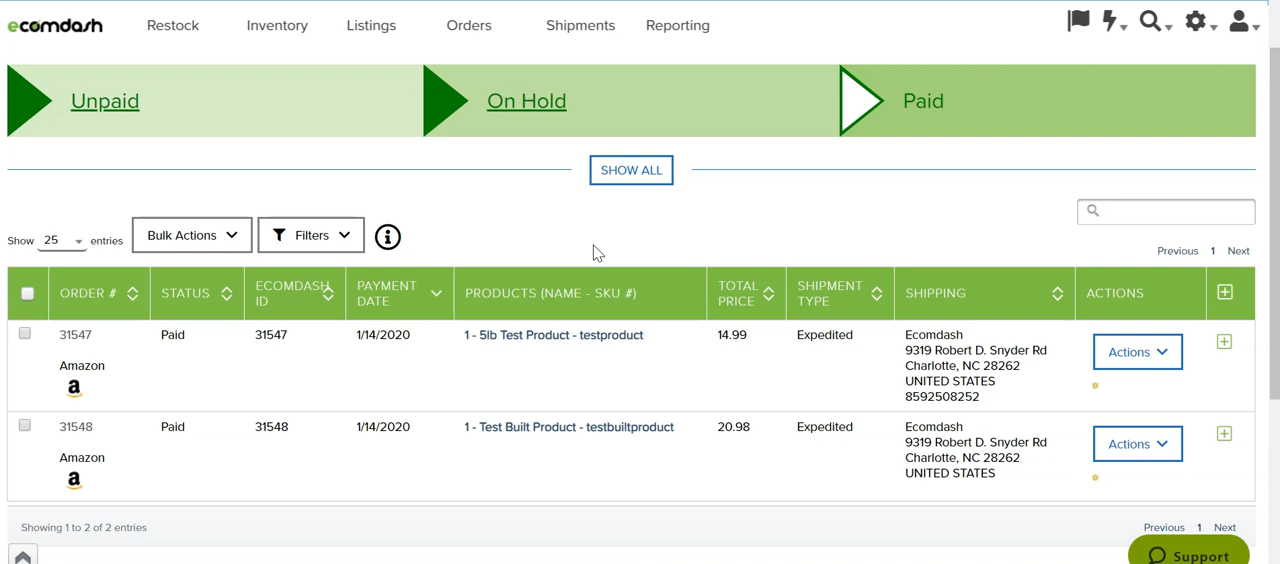 ecomdash Restock Inventory Listings Orders Shipments Reporting
Unpaid On Hold Paid
SHOW ALL
Show 25 entries Bulk Actions Filters
Previous 1 Next
ORDER # STATUS ECOMDASH ID PAYMENT DATE PRODUCTS (NAME - SKU #) TOTAL PRICE SHIPMENT TYPE SHIPPING ACTIONS
31547 Paid 31547 1/14/2020 1 - 5lb Test Product - testproduct 14.99 Expedited Ecomdash
9319 Robert D. Snyder Rd
Actions
Amazon Charlotte, NC 28262
a UNITED STATES
8592508252
31548 Paid 31548 1/14/2020 1 - Test Built Product - testbuiltproduct 20.98 Expedited Ecomdash
9319 Robert D. Snyder Rd
Actions
Amazon Charlotte, NC 28262
a UNITED STATES
Showing 1 to 2 of 2 entries Previous 1 Next
Support